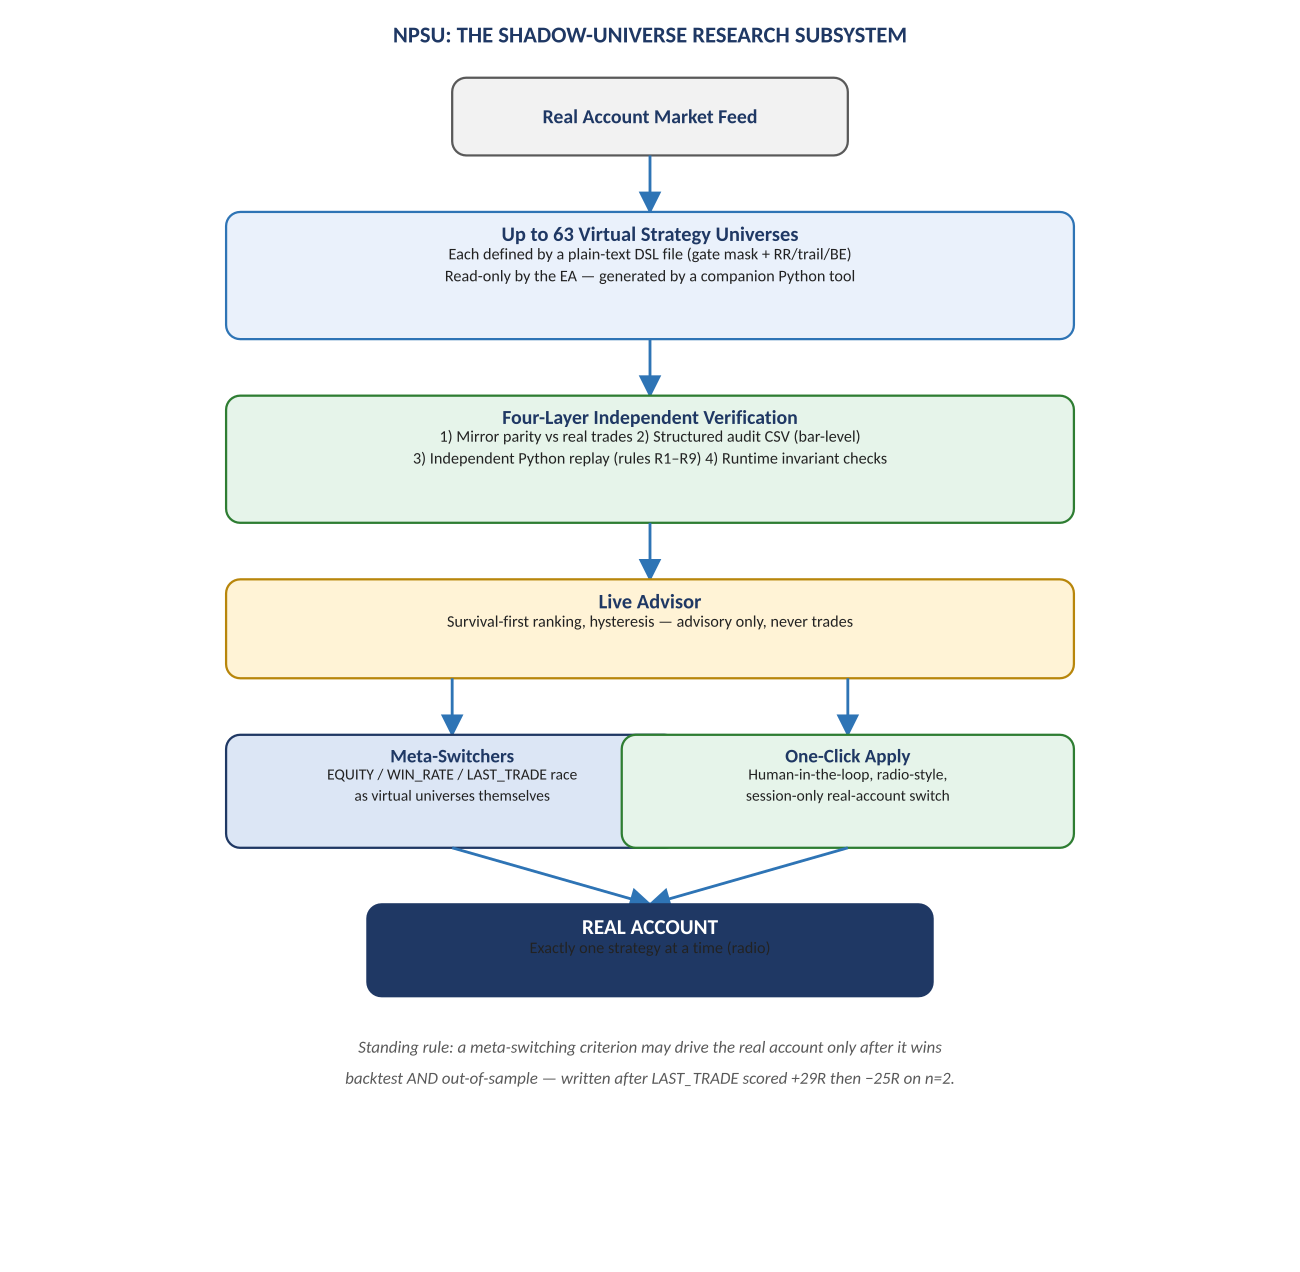 NPSU: THE SHADOW-UNIVERSE RESEARCH SUBSYSTEM
Real Account Market Feed
Up to 63 Virtual Strategy Universes
Each defined by a plain-text DSL file (gate mask + RR/trail/BE)
Read-only by the EA — generated by a companion Python tool
Four-Layer Independent Verification
1) Mirror parity vs real trades 2) Structured audit CSV (bar-level)
3) Independent Python replay (rules R1–R9) 4) Runtime invariant checks
Live Advisor
Survival-first ranking, hysteresis — advisory only, never trades
Meta-Switchers
EQUITY / WIN_RATE / LAST_TRADE race
as virtual universes themselves
One-Click Apply
Human-in-the-loop, radio-style,
session-only real-account switch
REAL ACCOUNT
Exactly one strategy at a time (radio)
Standing rule: a meta-switching criterion may drive the real account only after it wins
backtest AND out-of-sample — written after LAST_TRADE scored +29R then −25R on n=2.